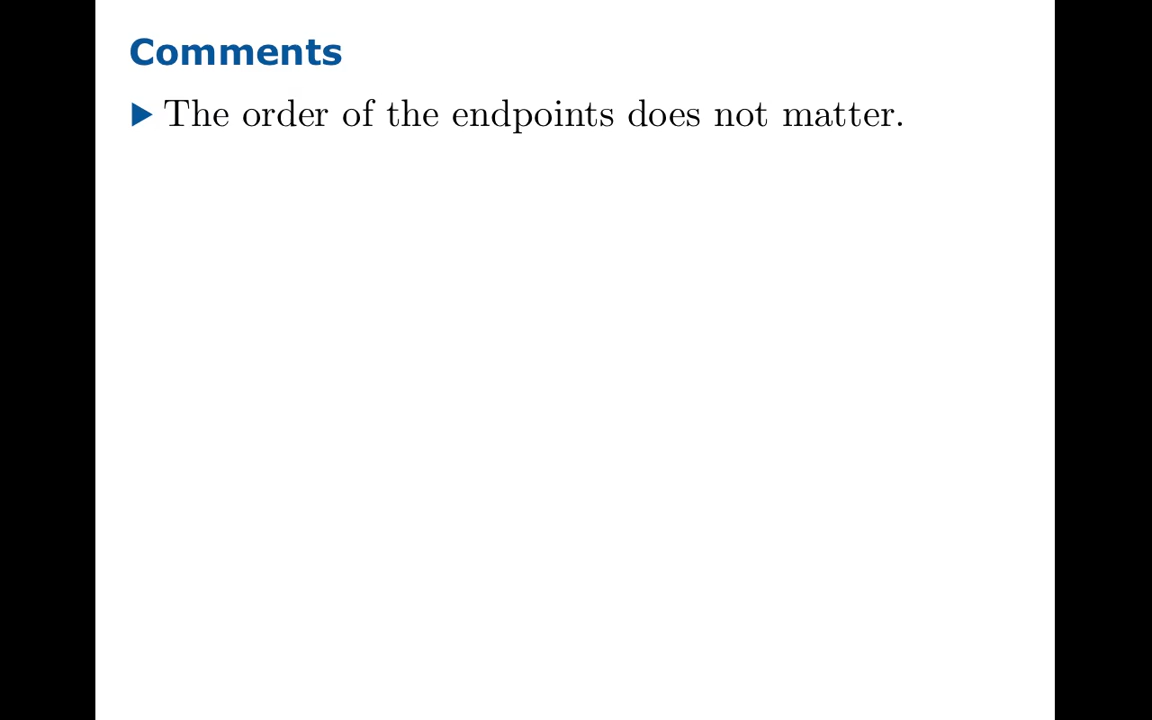 Comments
▶ The order of the endpoints does not matter.